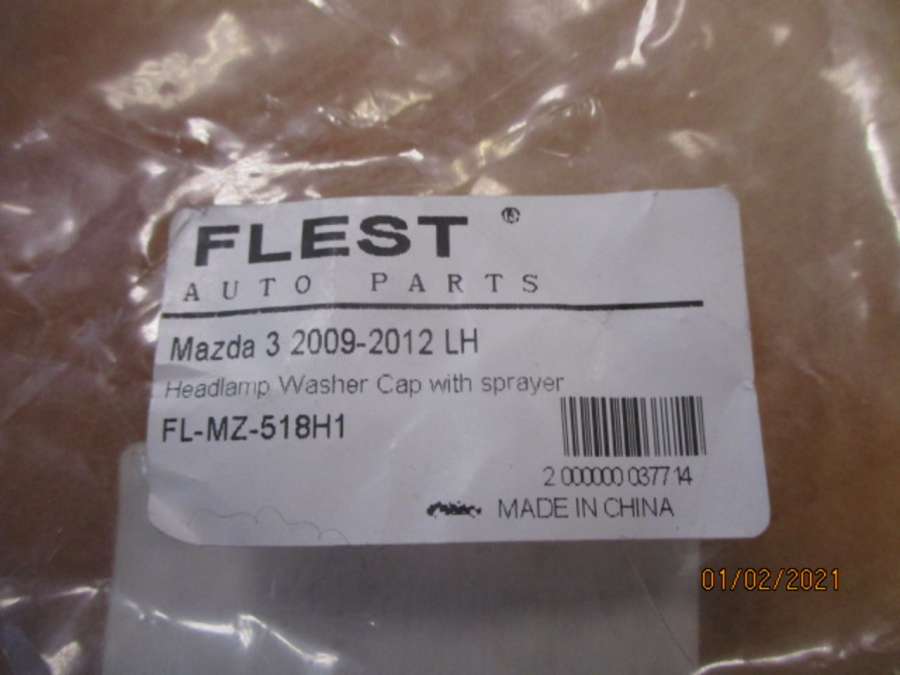 FLEST ®
AUTO PARTS
Mazda 3 2009-2012 LH
Headlamp Washer Cap with sprayer
FL-MZ-518H1
2 000000 037714
MADE IN CHINA
01/02/2021